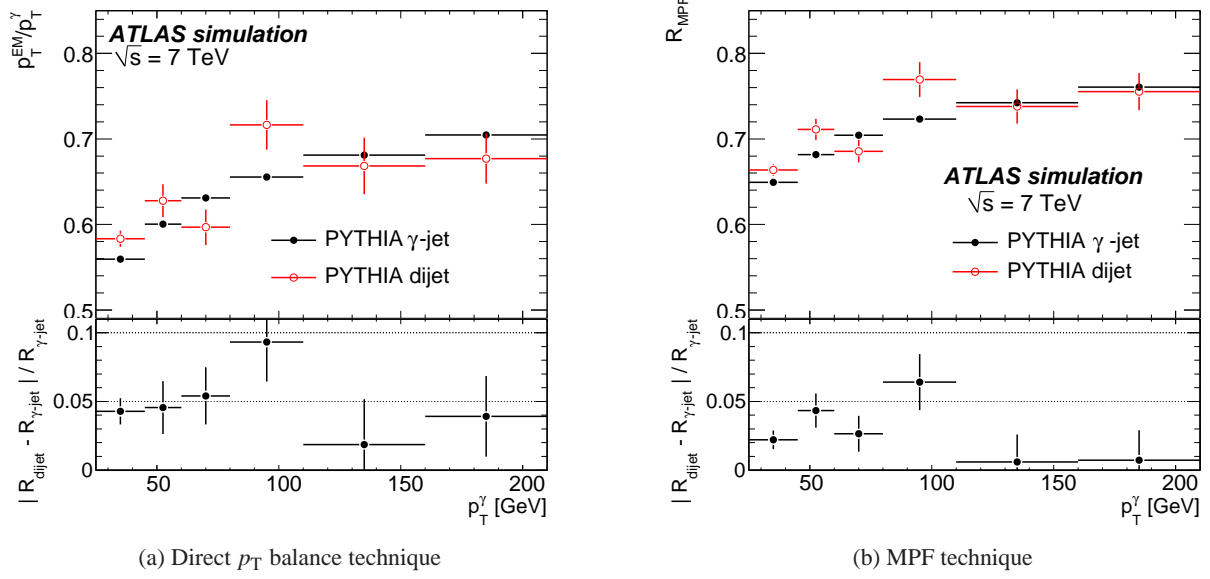 p_T^EM/p_T^γ
0.8
0.7
0.6
0.5
ATLAS simulation
√s = 7 TeV
PYTHIA γ-jet
PYTHIA dijet
| R_dijet - R_γ-jet | / R_γ-jet
0.1
0.05
0
50 100 150 200
p_T^γ [GeV]
(a) Direct p_T balance technique
R_MPF
0.8
0.7
0.6
0.5
ATLAS simulation
√s = 7 TeV
PYTHIA γ -jet
PYTHIA dijet
| R_dijet - R_γ-jet | / R_γ-jet
0.1
0.05
0
50 100 150 200
p_T^γ [GeV]
(b) MPF technique